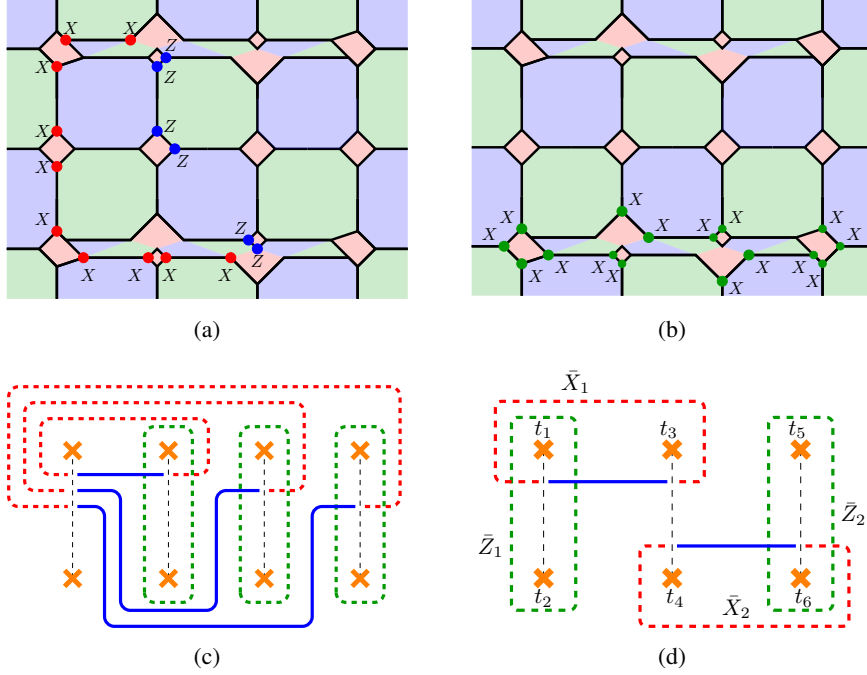 X X
Z
X Z
X Z
Z
X
X
Z
X X X X
(a)
X X
X X X X
X X X
X X
(b)
(c)
X̄₁
t₁ t₃ t₅
Z̄₁ Z̄₂
t₂ t₄ t₆
X̄₂
(d)